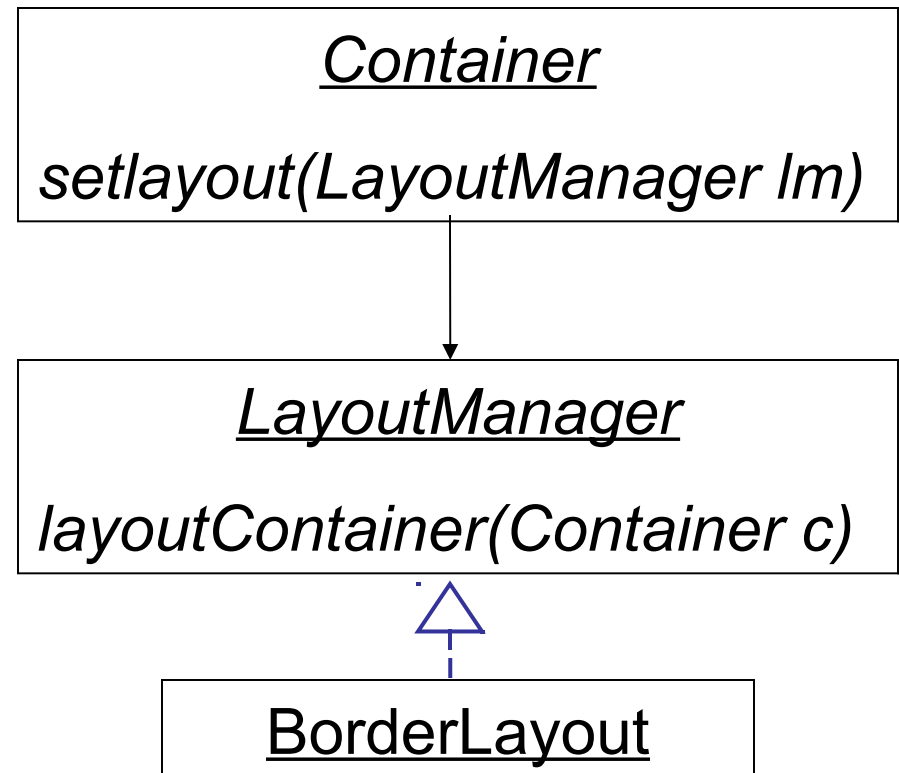 Container
setlayout(LayoutManager lm)
LayoutManager
layoutContainer(Container c)
BorderLayout